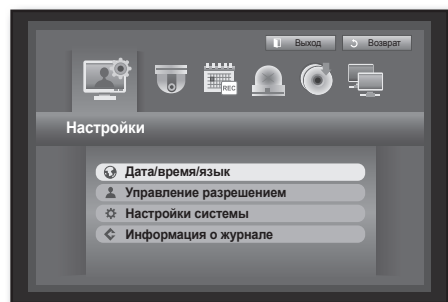 Выход Возврат
REC
Настройки
Дата/время/язык
Управление разрешением
Настройки системы
Информация о журнале